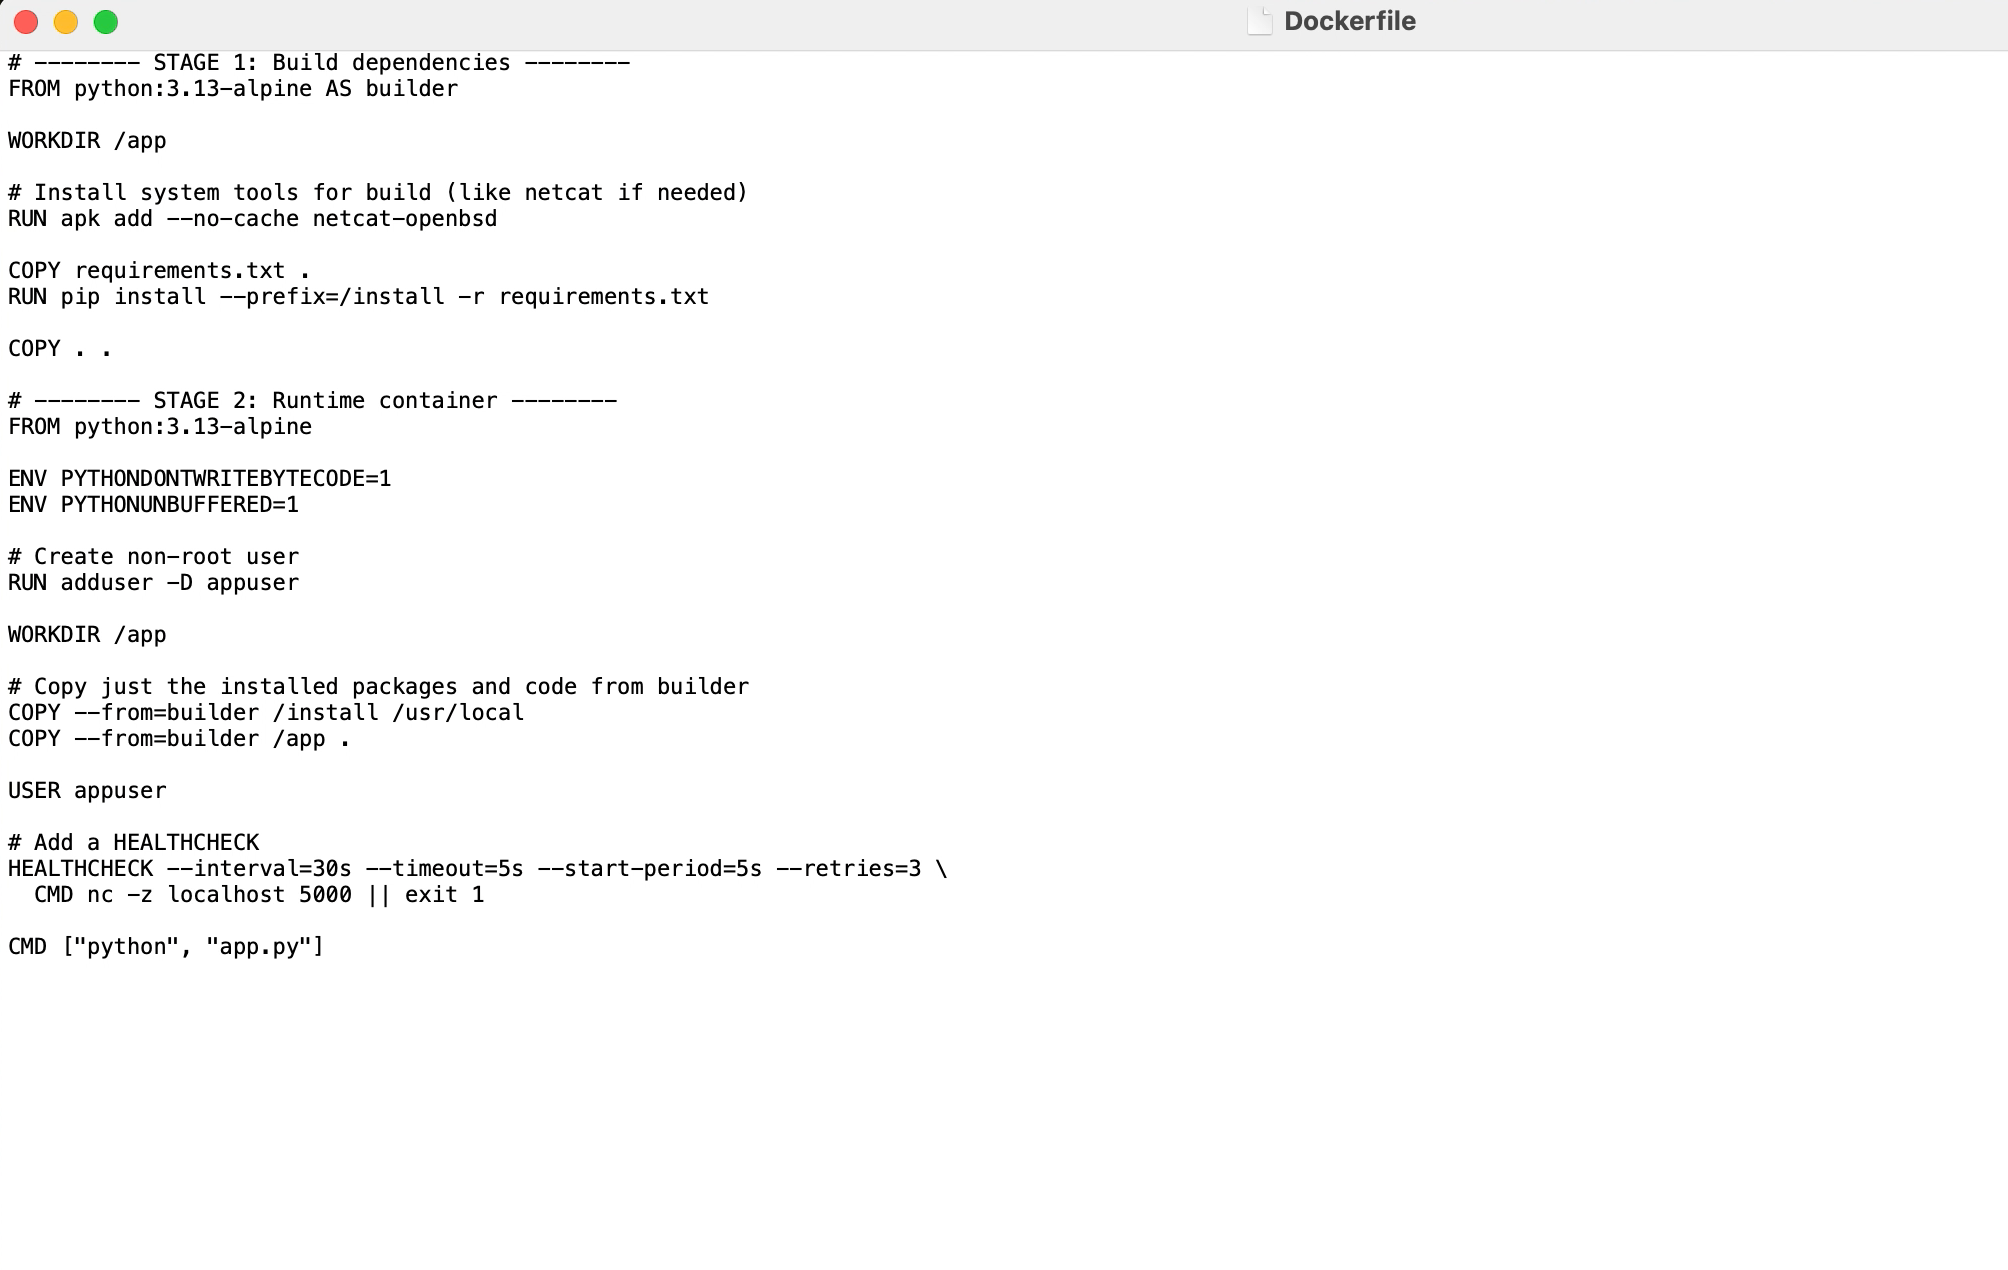 Dockerfile
# -------- STAGE 1: Build dependencies --------
FROM python:3.13-alpine AS builder
WORKDIR /app
# Install system tools for build (like netcat if needed)
RUN apk add --no-cache netcat-openbsd
COPY requirements.txt .
RUN pip install --prefix=/install -r requirements.txt
COPY . .
# -------- STAGE 2: Runtime container --------
FROM python:3.13-alpine
ENV PYTHONDONTWRITEBYTECODE=1
ENV PYTHONUNBUFFERED=1
# Create non-root user
RUN adduser -D appuser
WORKDIR /app
# Copy just the installed packages and code from builder
COPY --from=builder /install /usr/local
COPY --from=builder /app .
USER appuser
# Add a HEALTHCHECK
HEALTHCHECK --interval=30s --timeout=5s --start-period=5s --retries=3 \
  CMD nc -z localhost 5000 || exit 1
CMD ["python", "app.py"]